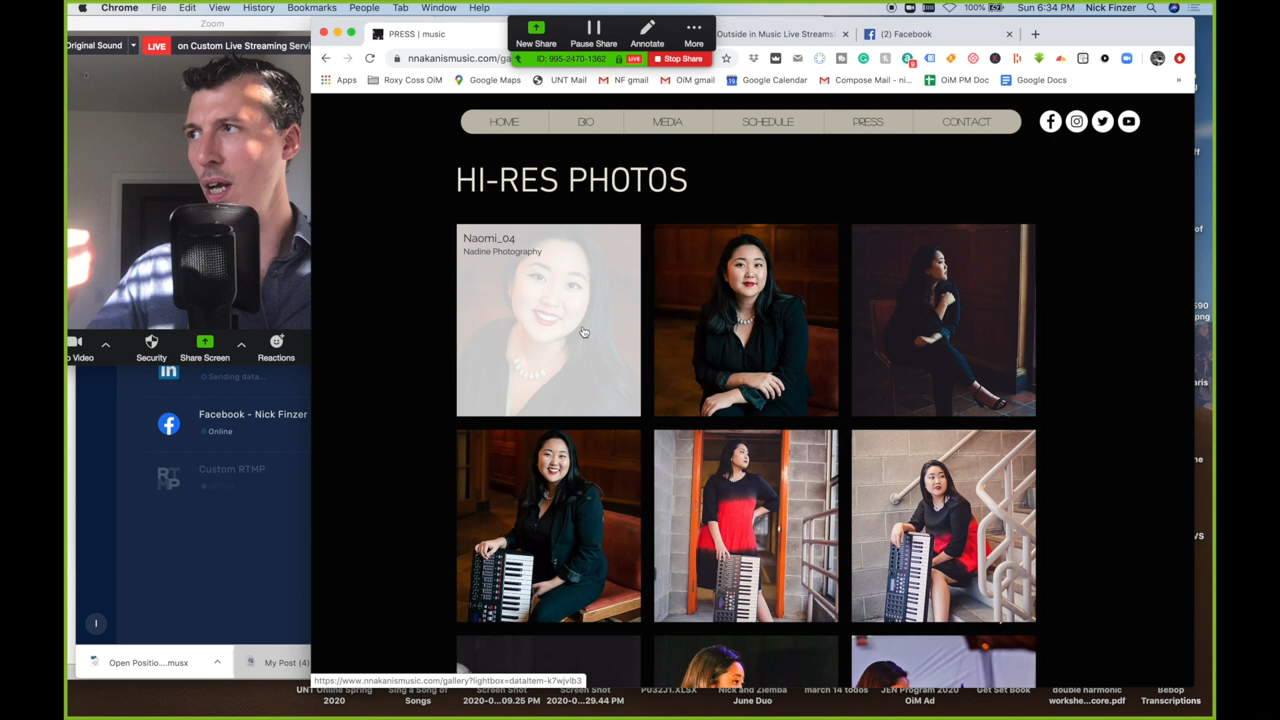 Chrome File Edit View History Bookmarks People Tab Window Help
100%
Sun 6:34 PM Nick Finzer
Zoom
Original Sound
LIVE
on Custom Live Streaming Servi
PRESS | music
New Share
Pause Share
Annotate
More
Outside in Music Live Streams
(2) Facebook
nnakanismusic.com/ga
ID: 995-2470-1362
LIVE
Stop Share
Apps
Roxy Coss OiM
Google Maps
UNT Mail
NF gmail
OiM gmail
Google Calendar
Compose Mail - ni...
OiM PM Doc
Google Docs
»
HOME
BIO
MEDIA
SCHEDULE
PRESS
CONTACT
HI-RES PHOTOS
Naomi_04
Nadine Photography
o Video
Security
Share Screen
Reactions
Sending data...
Facebook - Nick Finzer
Online
Custom RTMP
Open Positio....musx
My Post (4)
https://www.nnakanismusic.com/gallery?lightbox=dataItem-k7wjvlb3
UNT Online Spring
2020
Sing a Song of
Songs
Screen Shot
2020-0...09.25 PM
Screen Shot
2020-0...29.44 PM
P032J1.XLSX
Nick and Ziemba
June Duo
march 14 todos
JEN Program 2020
OiM Ad
Get Set Book
double harmonic
workshe...core.pdf
Bebop
Transcriptions